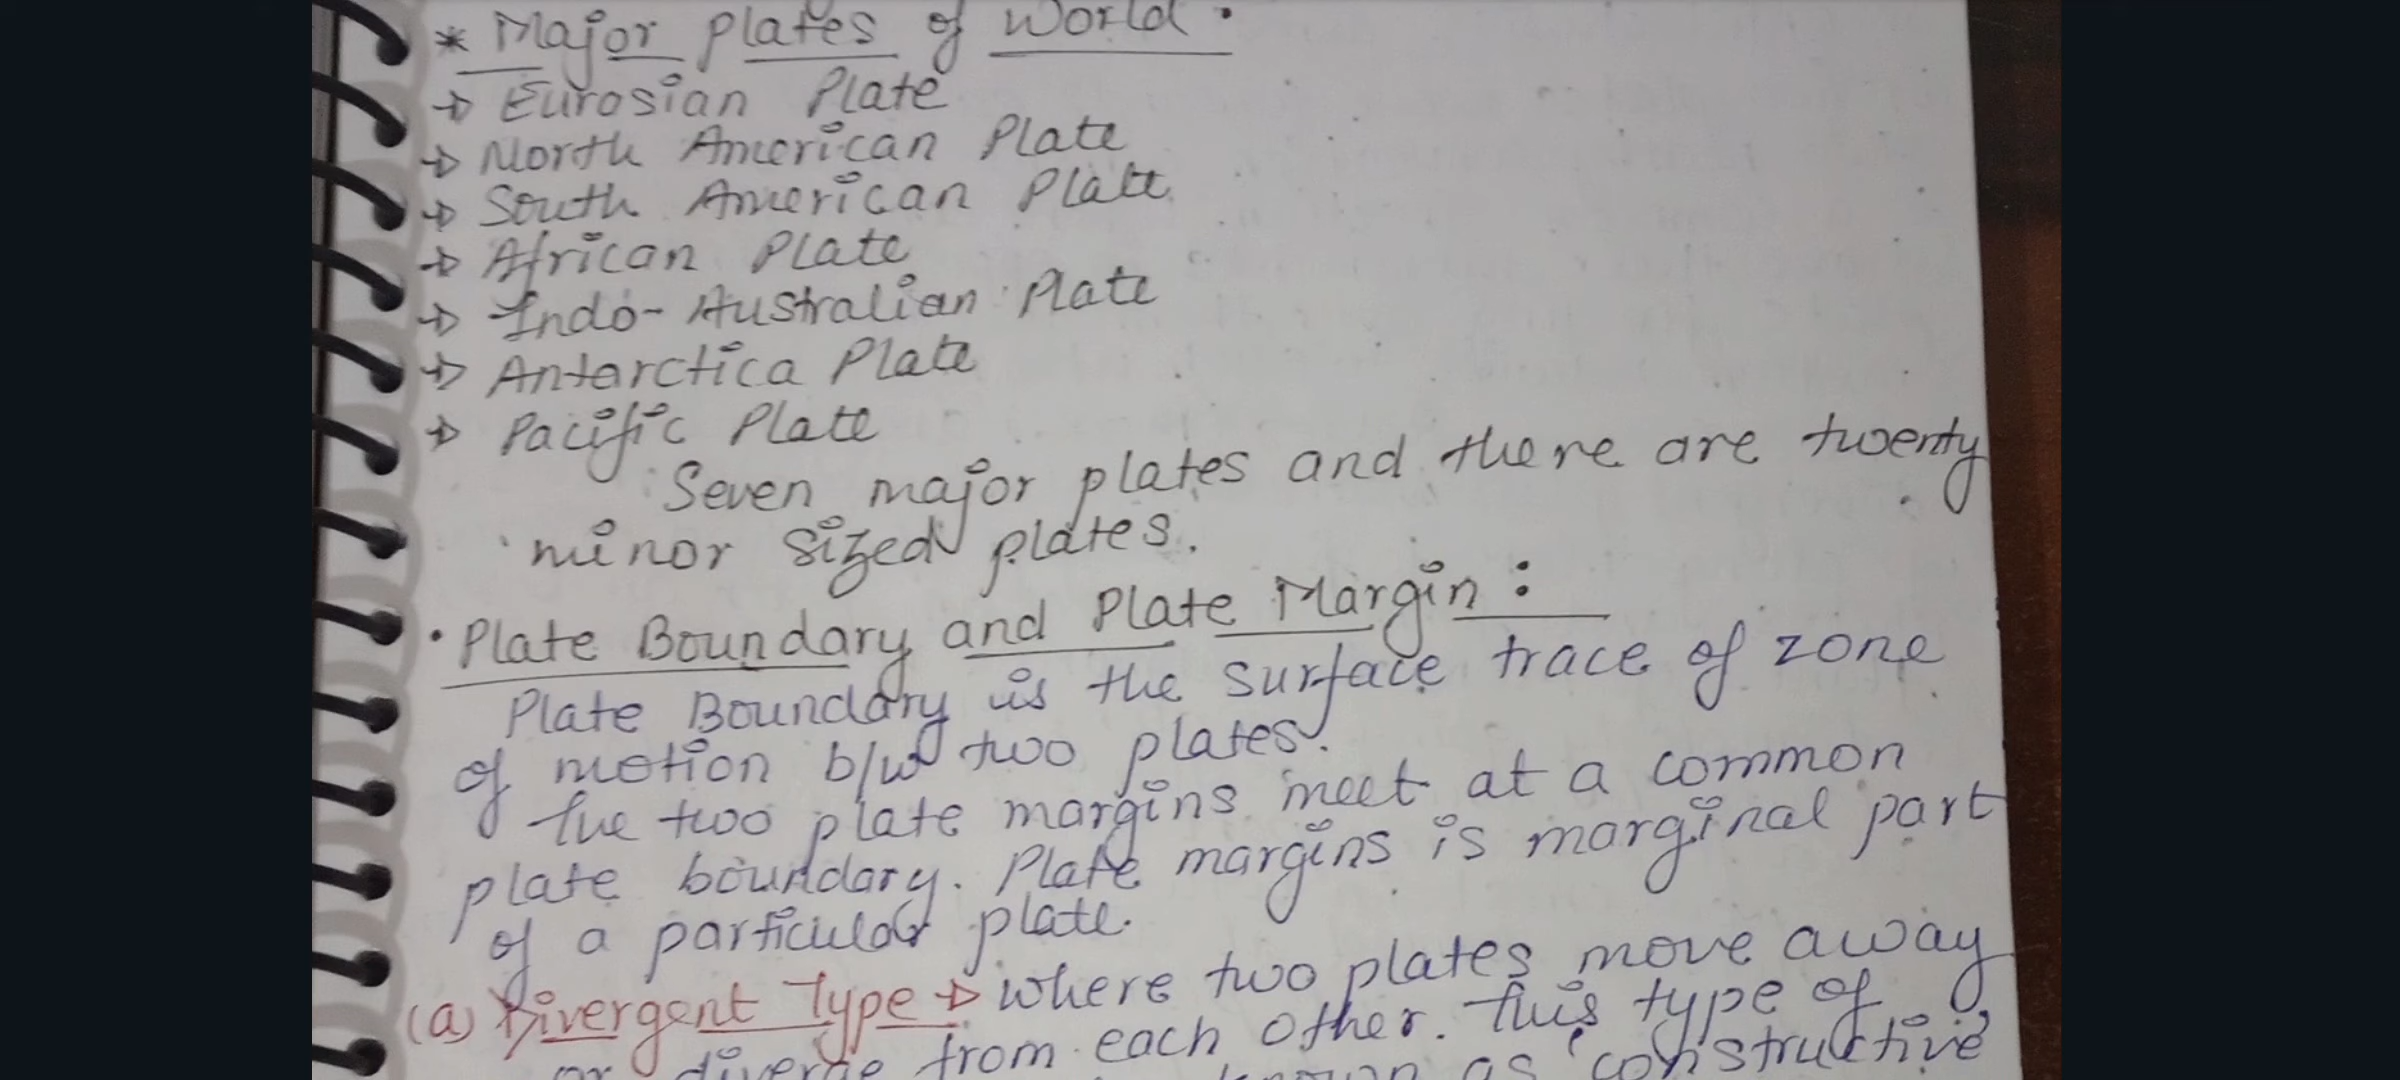 * Major plates of world.
→ Eurosian Plate
→ North American Plate
→ South American Plate
→ African Plate
→ Indo-Australian Plate
→ Antarctica Plate
→ Pacific Plate
Seven major plates and there are twenty
minor sized plates.
• Plate Boundary and Plate Margin:
Plate Boundary is the surface trace of zone
of motion b/w two plates.
The two plate margins meet at a common
plate boundary. Plate margins is marginal part
of a particular plate.
(a) Divergent Type → where two plates move away
or diverge from each other. This type of
known as 'constructive'